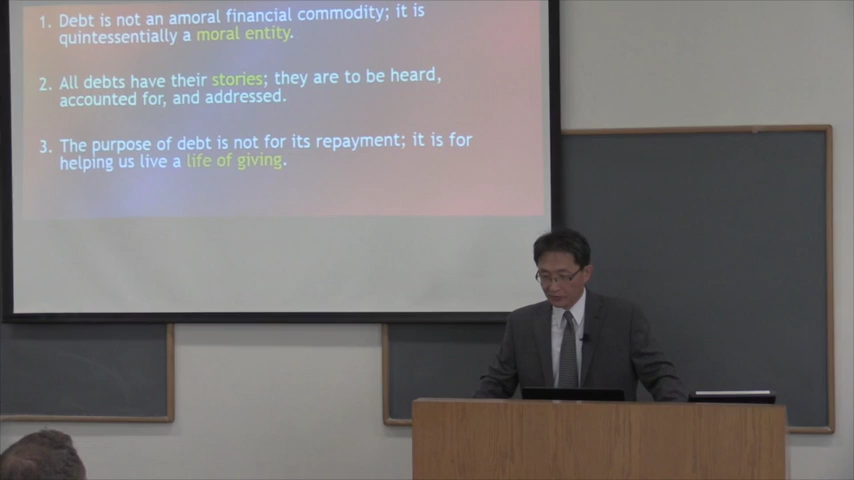 1. Debt is not an amoral financial commodity; it is
quintessentially a moral entity.
2. All debts have their stories; they are to be heard,
accounted for, and addressed.
3. The purpose of debt is not for its repayment; it is for
helping us live a life of giving.